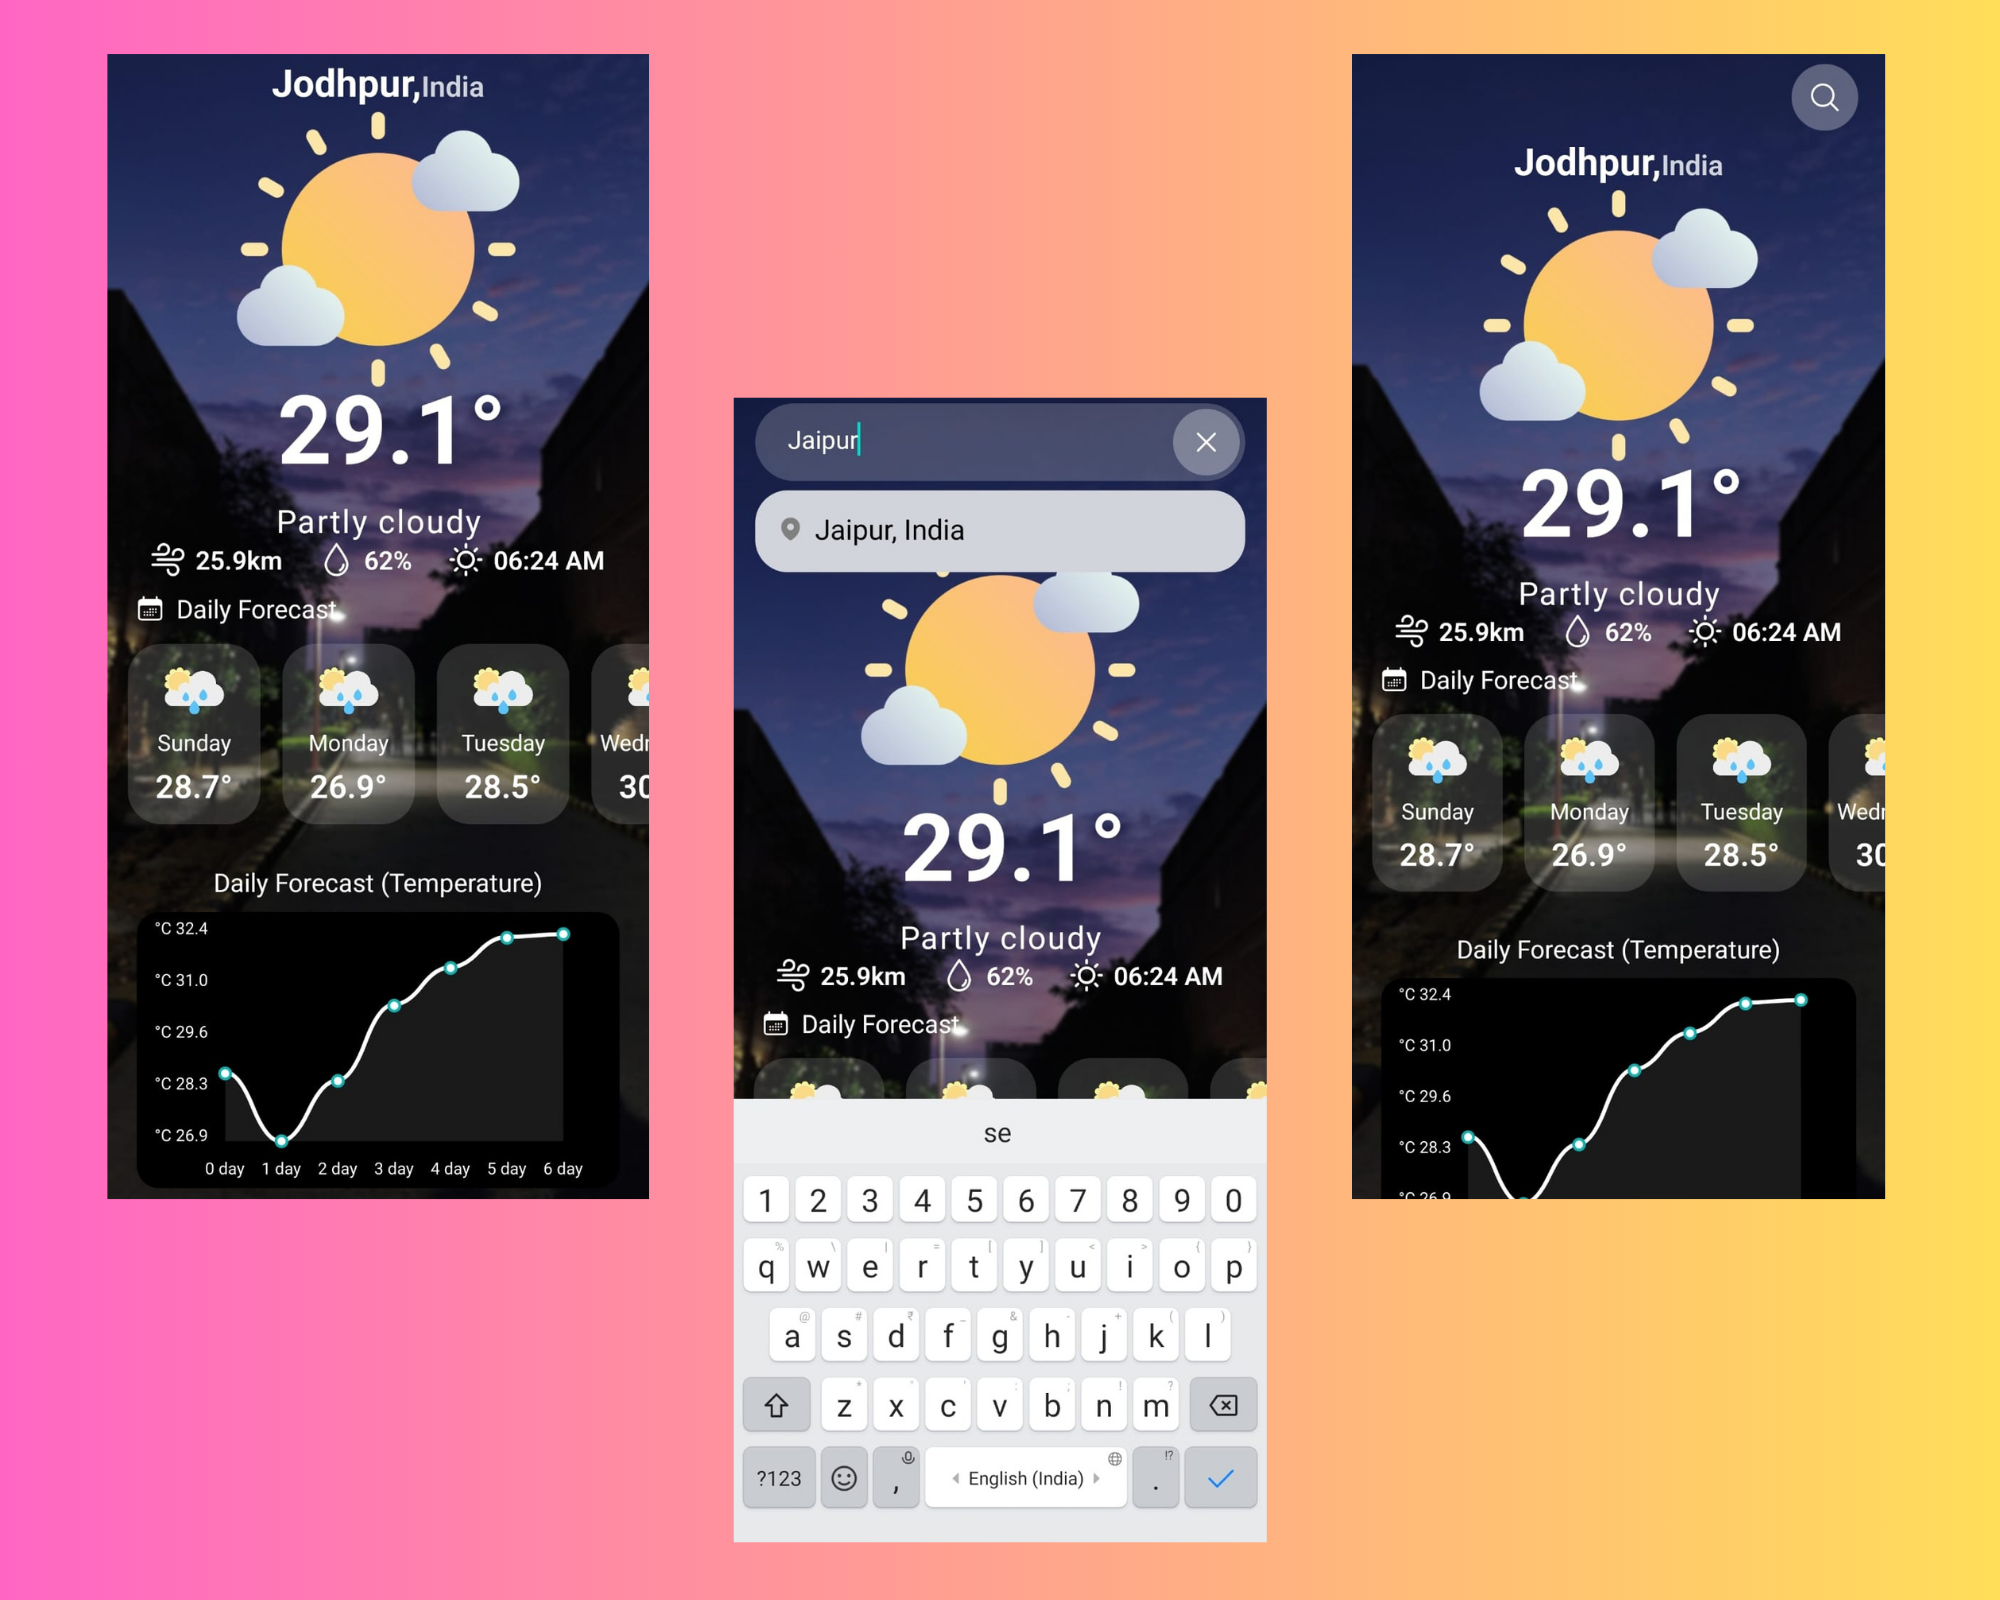 Jodhpur,India
29.1°
Partly cloudy
25.9km 62% 06:24 AM
Daily Forecast
Sunday Monday Tuesday Wedn
28.7° 26.9° 28.5° 30
Daily Forecast (Temperature)
°C 32.4
°C 31.0
°C 29.6
°C 28.3
°C 26.9
0 day 1 day 2 day 3 day 4 day 5 day 6 day
Jaipur
Jaipur, India
29.1°
Partly cloudy
25.9km 62% 06:24 AM
Daily Forecast
se
1 2 3 4 5 6 7 8 9 0
% \ | = [ ] < > { }
q w e r t y u i o p
@ # ₹ _ & - + ( )
a s d f g h j k l
* " ' : ; ! ?
z x c v b n m
!?
?123 , English (India) .
Jodhpur,India
29.1°
Partly cloudy
25.9km 62% 06:24 AM
Daily Forecast
Sunday Monday Tuesday Wedn
28.7° 26.9° 28.5° 30
Daily Forecast (Temperature)
°C 32.4
°C 31.0
°C 29.6
°C 28.3
°C 26.9